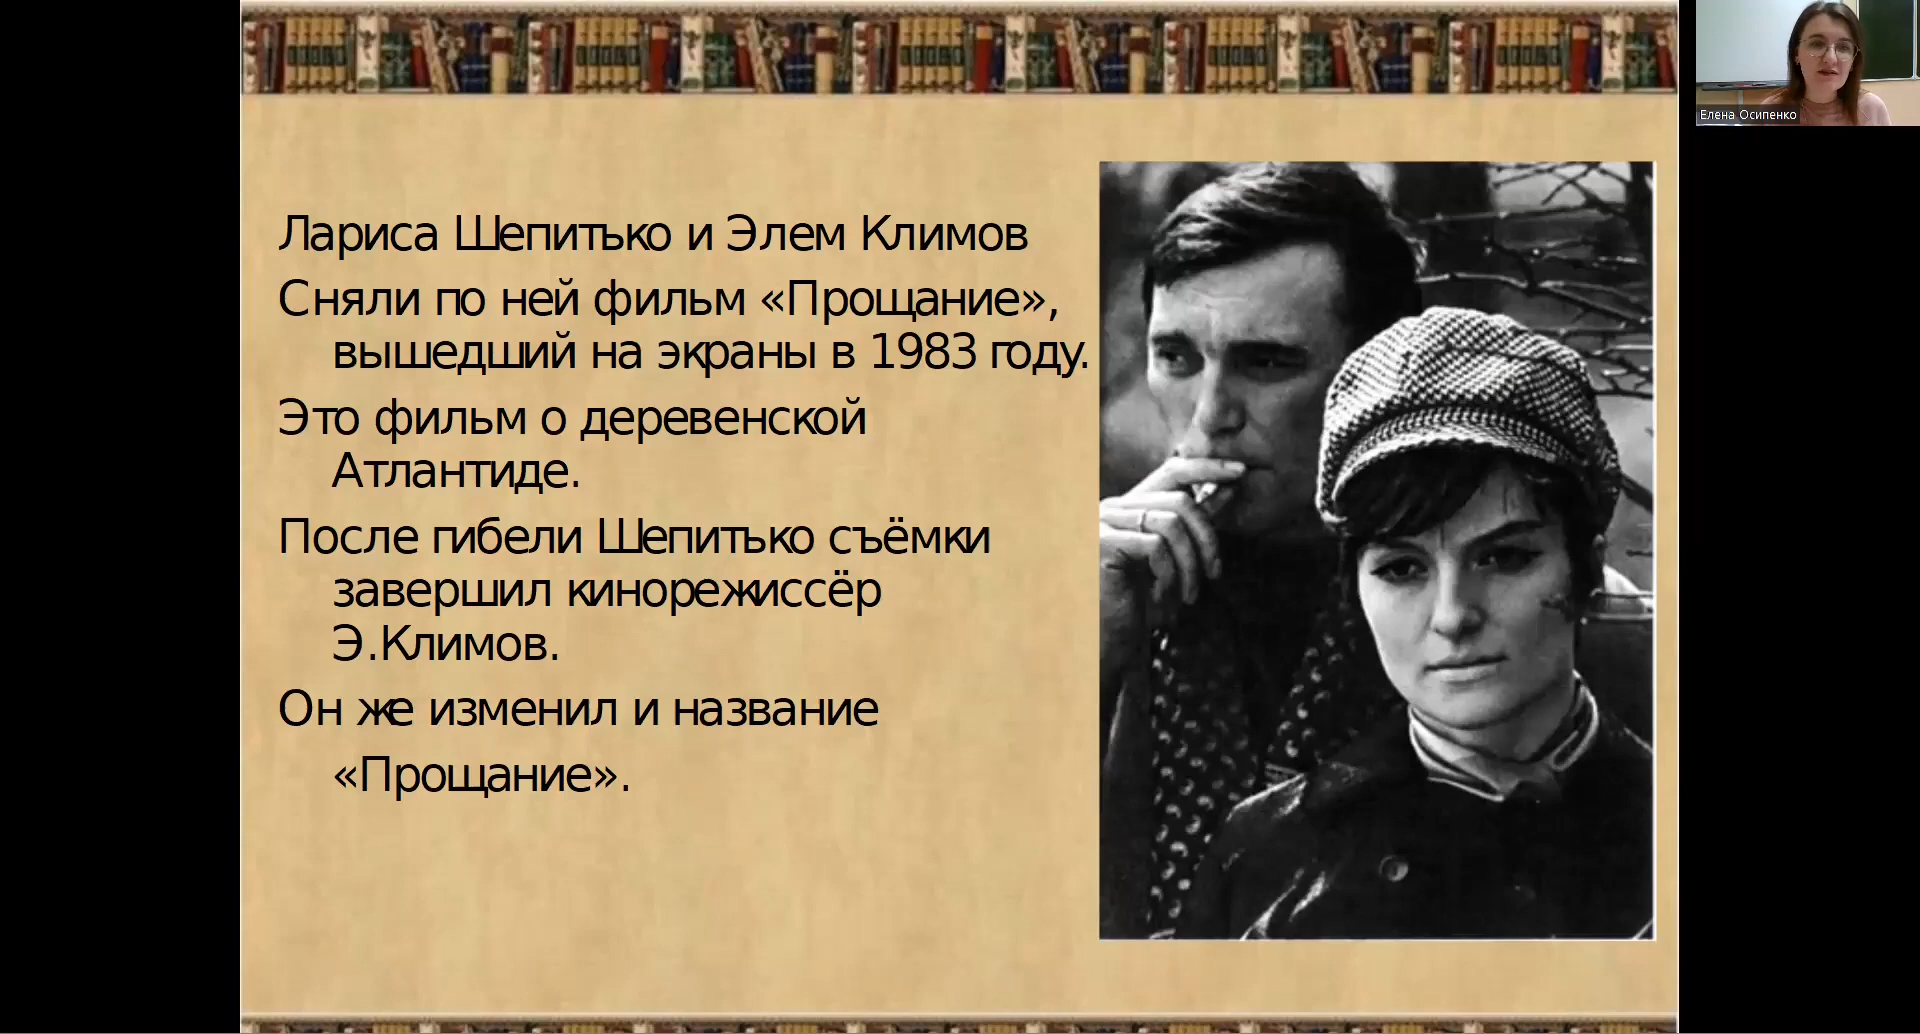 Лариса Шепитько и Элем Климов
Сняли по ней фильм «Прощание»,
вышедший на экраны в 1983 году.
Это фильм о деревенской
Атлантиде.
После гибели Шепитько съёмки
завершил кинорежиссёр
Э.Климов.
Он же изменил и название
«Прощание».
Елена Осипенко